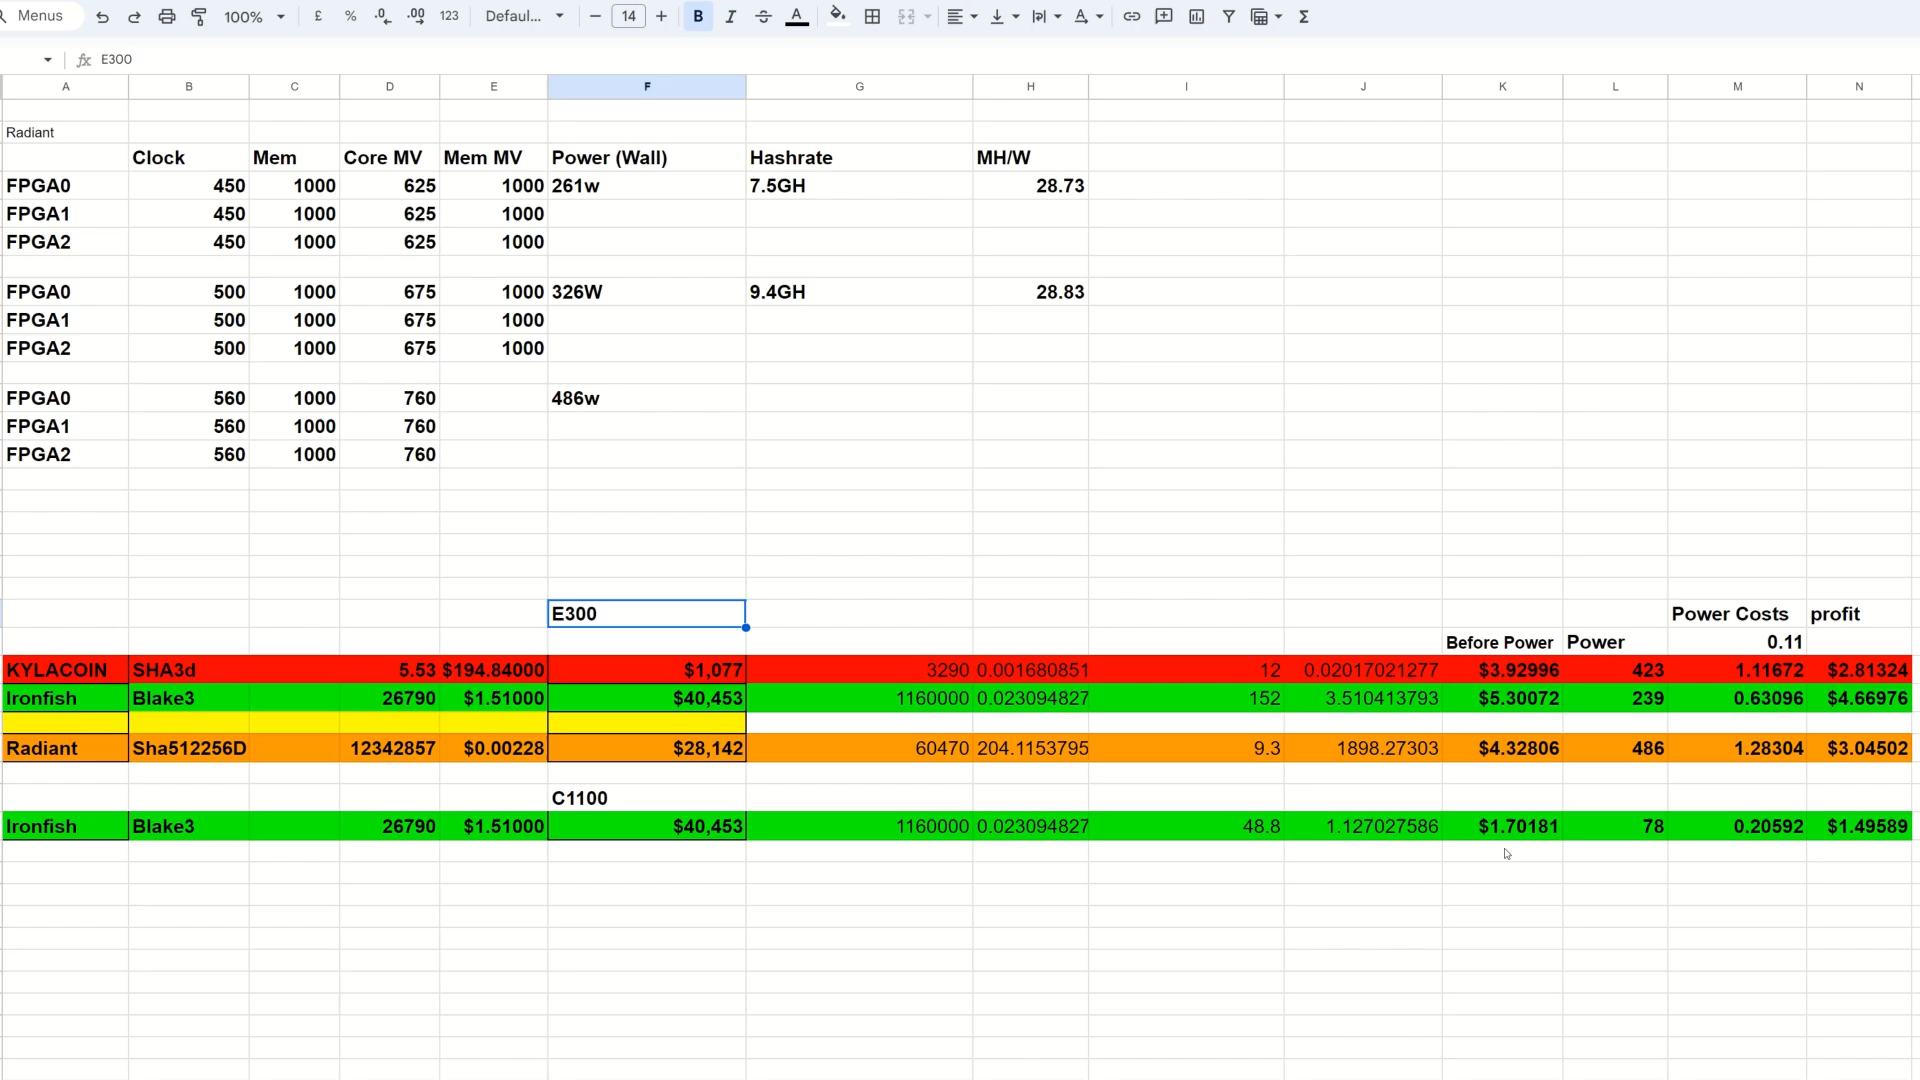 Menus 100% £ % .0 .00 123 Defaul... 14 B I A A Σ
fx E300
A B C D E F G H I J K L M N
Radiant
Clock Mem Core MV Mem MV Power (Wall) Hashrate MH/W
FPGA0 450 1000 625 1000 261w 7.5GH 28.73
FPGA1 450 1000 625 1000
FPGA2 450 1000 625 1000
FPGA0 500 1000 675 1000 326W 9.4GH 28.83
FPGA1 500 1000 675 1000
FPGA2 500 1000 675 1000
FPGA0 560 1000 760 486w
FPGA1 560 1000 760
FPGA2 560 1000 760
E300 Power Costs profit
Before Power Power 0.11
KYLACOIN SHA3d 5.53 $194.84000 $1,077 3290 0.001680851 12 0.02017021277 $3.92996 423 1.11672 $2.81324
Ironfish Blake3 26790 $1.51000 $40,453 1160000 0.023094827 152 3.510413793 $5.30072 239 0.63096 $4.66976
Radiant Sha512256D 12342857 $0.00228 $28,142 60470 204.1153795 9.3 1898.27303 $4.32806 486 1.28304 $3.04502
C1100
Ironfish Blake3 26790 $1.51000 $40,453 1160000 0.023094827 48.8 1.127027586 $1.70181 78 0.20592 $1.49589